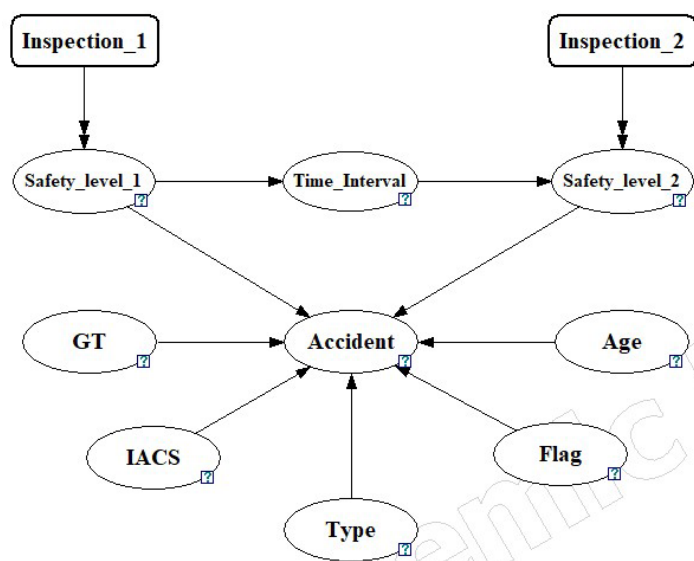 Inspection_1
Inspection_2
Safety_level_1
Time_Interval
Safety_level_2
?
?
?
GT
Accident
Age
?
?
?
IACS
Flag
?
?
Type
?